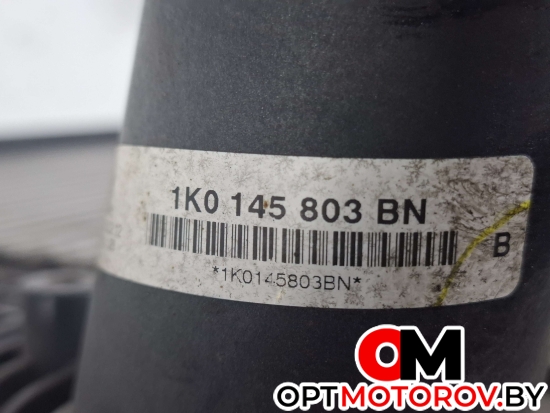 1K0 145 803 BN
B
*1K0145803BN*
OM
OPTMOTOROV.BY